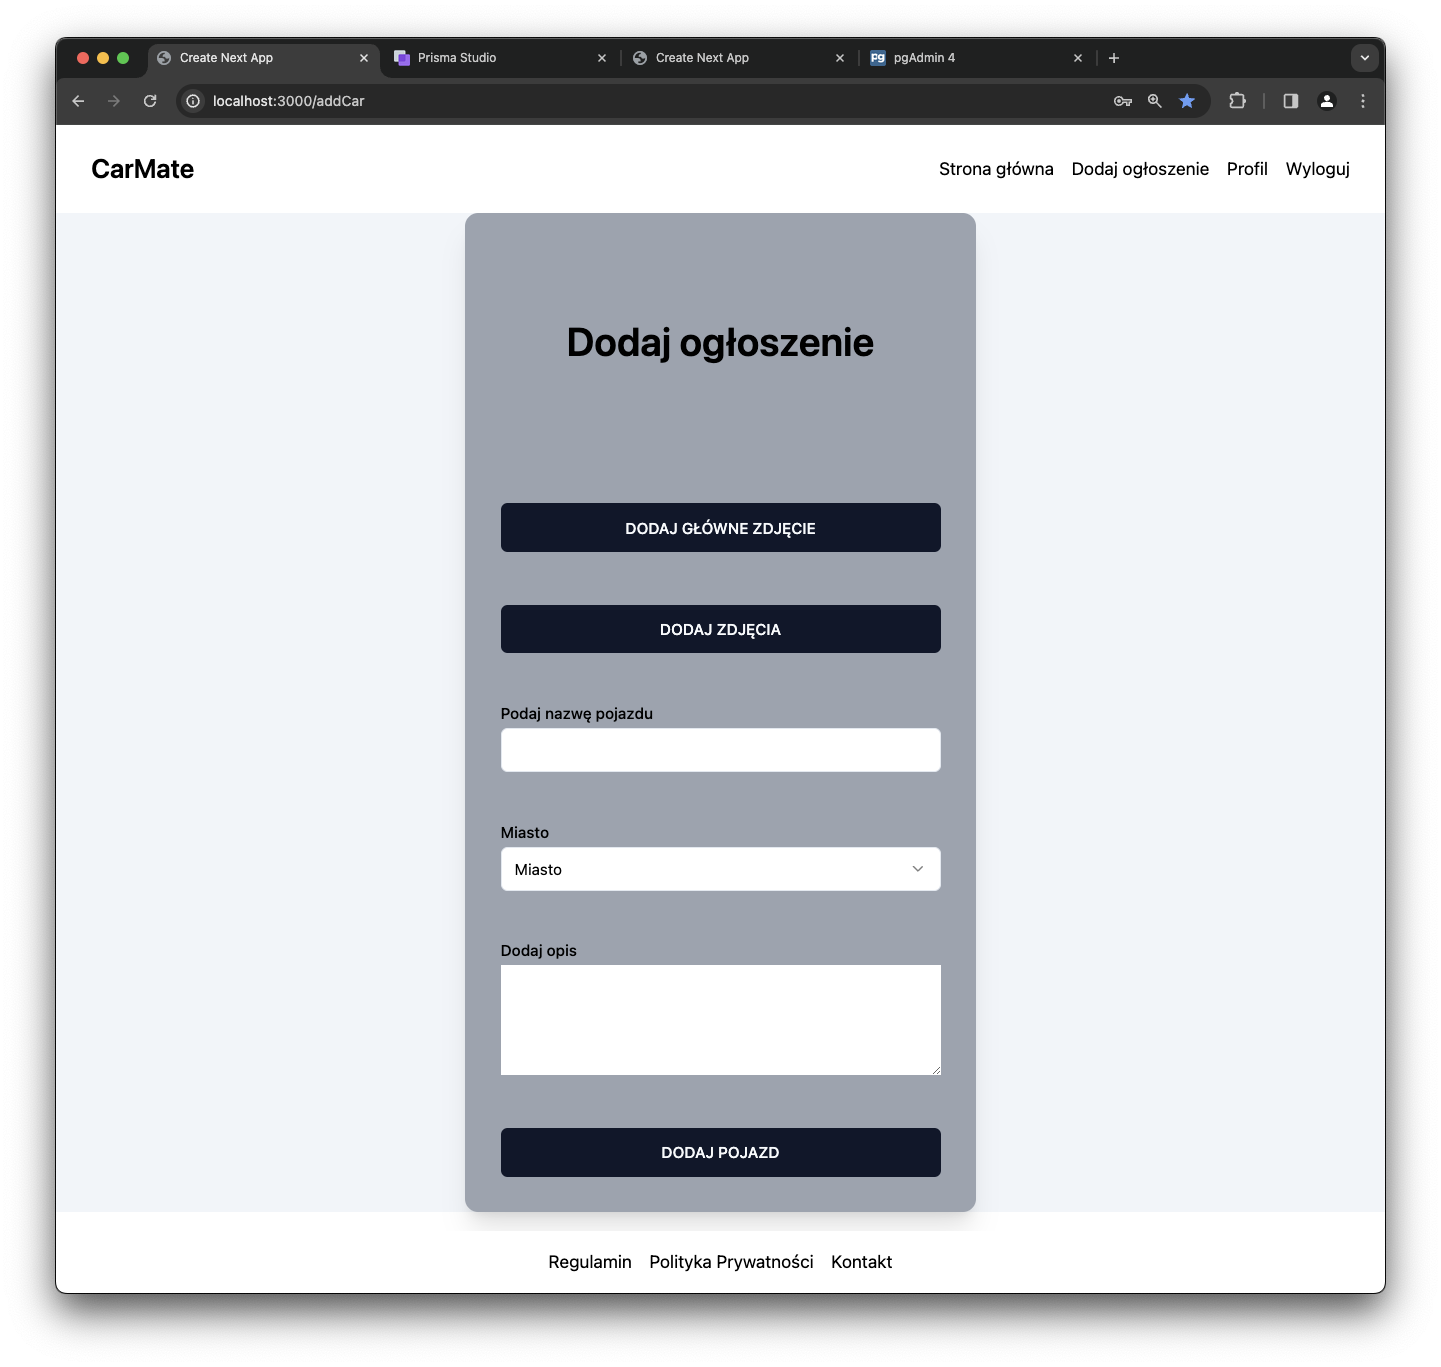 Create Next App
Prisma Studio
Create Next App
Pg
pgAdmin 4
localhost:3000/addCar
CarMate
Strona główna
Dodaj ogłoszenie
Profil
Wyloguj
Dodaj ogłoszenie
DODAJ GŁÓWNE ZDJĘCIE
DODAJ ZDJĘCIA
Podaj nazwę pojazdu
Miasto
Miasto
Dodaj opis
DODAJ POJAZD
Regulamin
Polityka Prywatności
Kontakt